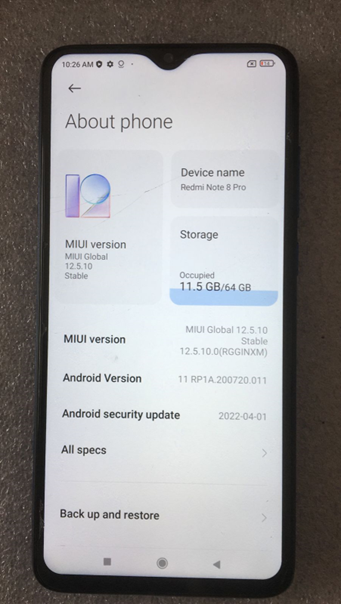 10:26 AM
About phone
12
MIUI version
MIUI Global
12.5.10
Stable
Device name
Redmi Note 8 Pro
Storage
Occupied
11.5 GB/64 GB
MIUI version
MIUI Global 12.5.10
Stable
12.5.10.0(RGGINXM)
Android Version
11 RP1A.200720.011
Android security update
2022-04-01
All specs
Back up and restore